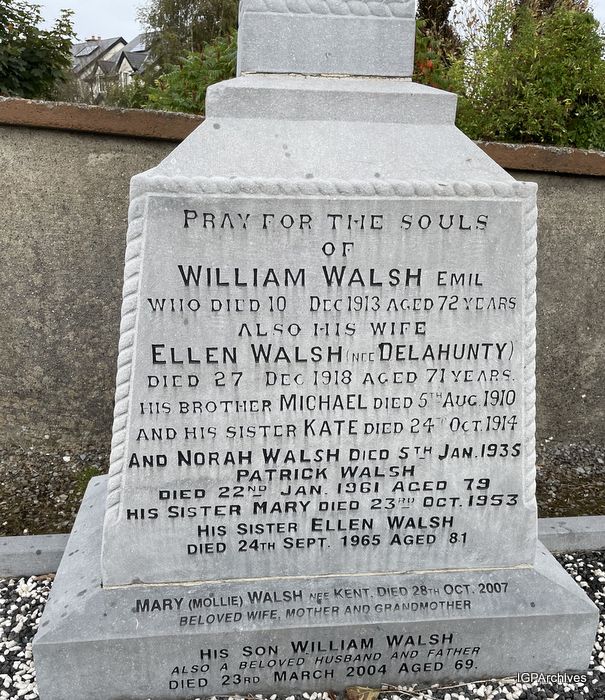 PRAY FOR THE SOULS
OF
WILLIAM WALSH EMIL
WHO DIED 10 DEC 1913 AGED 72 YEARS
ALSO HIS WIFE
ELLEN WALSH (NEE DELAHUNTY)
DIED 27 DEC 1918 AGED 71 YEARS.
HIS BROTHER MICHAEL DIED 5TH AUG 1910
AND HIS SISTER KATE DIED 24TH OCT. 1914
AND NORAH WALSH DIED 5TH JAN. 1935
PATRICK WALSH
DIED 22ND JAN. 1961 AGED 79
HIS SISTER MARY DIED 23RD OCT. 1953
HIS SISTER ELLEN WALSH
DIED 24TH SEPT. 1965 AGED 81
MARY (MOLLIE) WALSH NEE KENT. DIED 28TH OCT. 2007
BELOVED WIFE, MOTHER AND GRANDMOTHER
HIS SON WILLIAM WALSH
ALSO A BELOVED HUSBAND AND FATHER
DIED 23RD MARCH 2004 AGED 69.
IGPArchives